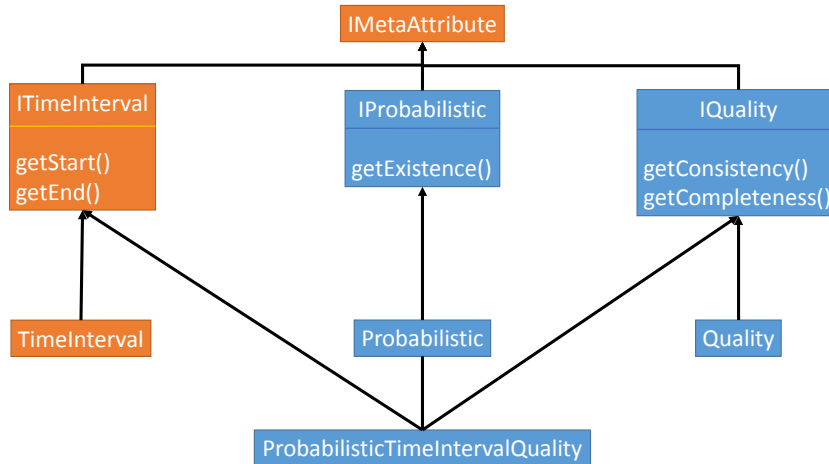 IMetaAttribute
ITimeInterval
getStart()
getEnd()
IProbabilistic
getExistence()
IQuality
getConsistency()
getCompleteness()
TimeInterval
Probabilistic
Quality
ProbabilisticTimeIntervalQuality